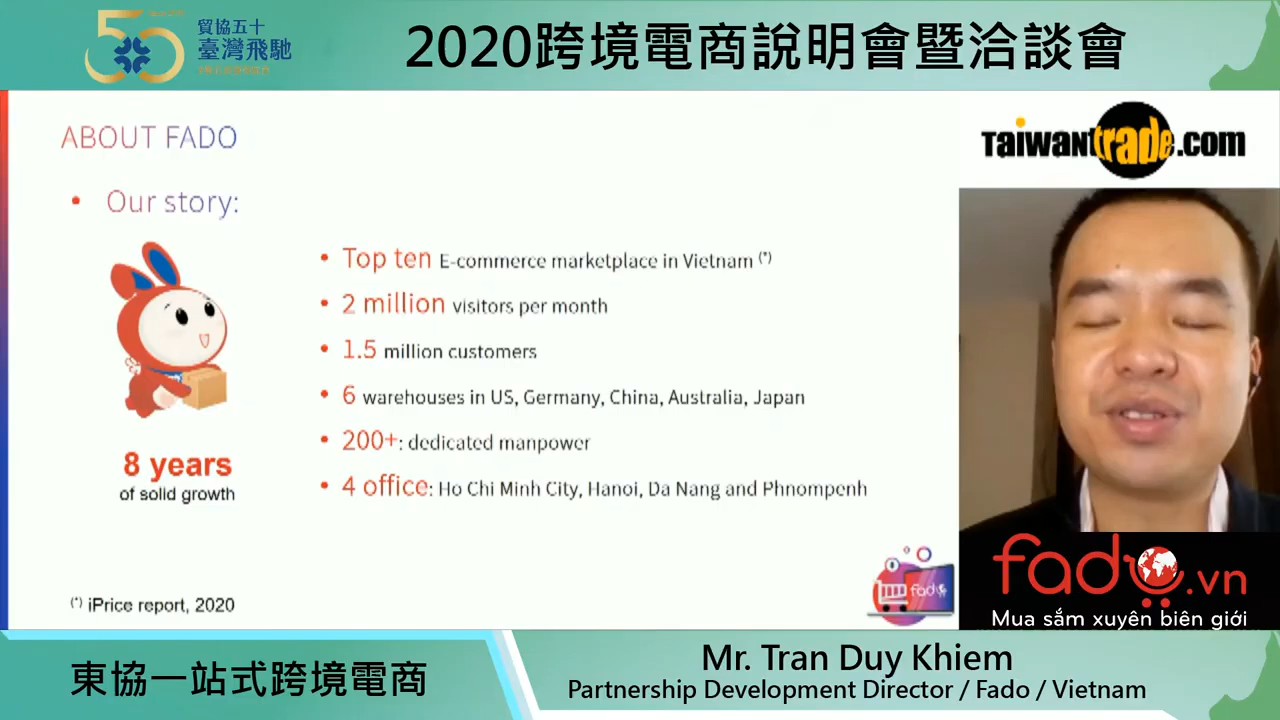 50
貿協五十
臺灣飛馳
2020跨境電商說明會暨洽談會
ABOUT FADO
• Our story:
8 years
of solid growth
• Top ten E-commerce marketplace in Vietnam (*)
• 2 million visitors per month
• 1.5 million customers
• 6 warehouses in US, Germany, China, Australia, Japan
• 200+: dedicated manpower
• 4 office: Ho Chi Minh City, Hanoi, Da Nang and Phnompenh
(*) iPrice report, 2020
fado
Taiwantrade.com
fado.vn
Mua sắm xuyên biên giới
東協一站式跨境電商
Mr. Tran Duy Khiem
Partnership Development Director / Fado / Vietnam